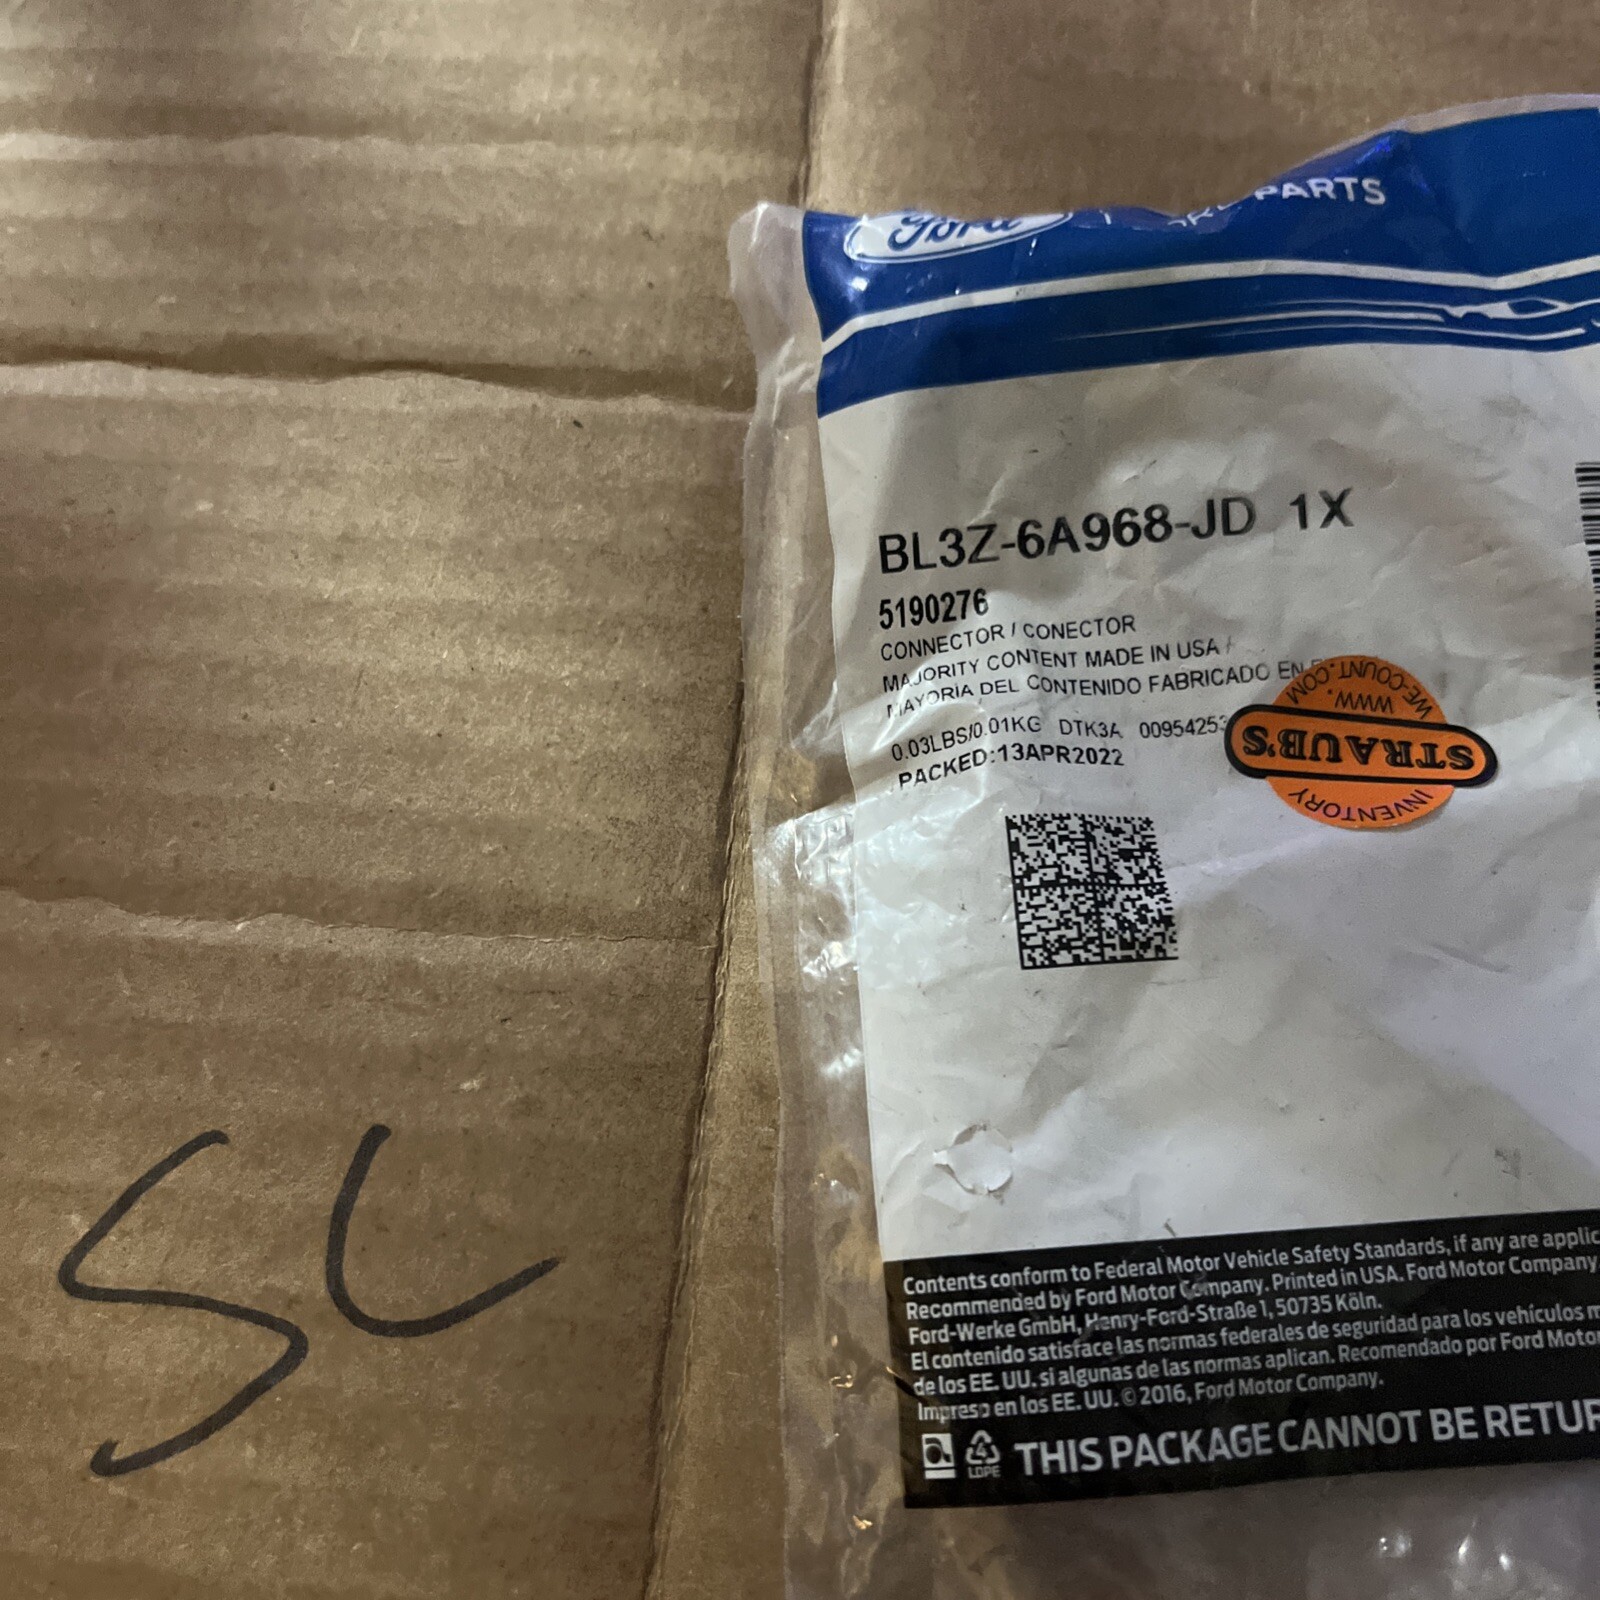 Ford
PARTS
BL3Z-6A968-JD 1X
5190276
CONNECTOR / CONECTOR
MAJORITY CONTENT MADE IN USA /
MAYORIA DEL CONTENIDO FABRICADO EN
0.03LBS/0.01KG DTK3A 00954253
PACKED:13APR2022
WWW.
WE-COUNT.COM
STRAUB'S
INVENTORY
SL
Contents conform to Federal Motor Vehicle Safety Standards, if any are applic
Recommended by Ford Motor Company. Printed in USA. Ford Motor Company.
Ford-Werke GmbH, Henry-Ford-Straße 1, 50735 Köln.
El contenido satisface las normas federales de seguridad para los vehículos m
de los EE. UU. si algunas de las normas aplican. Recomendado por Ford Motor
Impreso en los EE. UU. © 2016, Ford Motor Company.
4
LDPE
THIS PACKAGE CANNOT BE RETUR